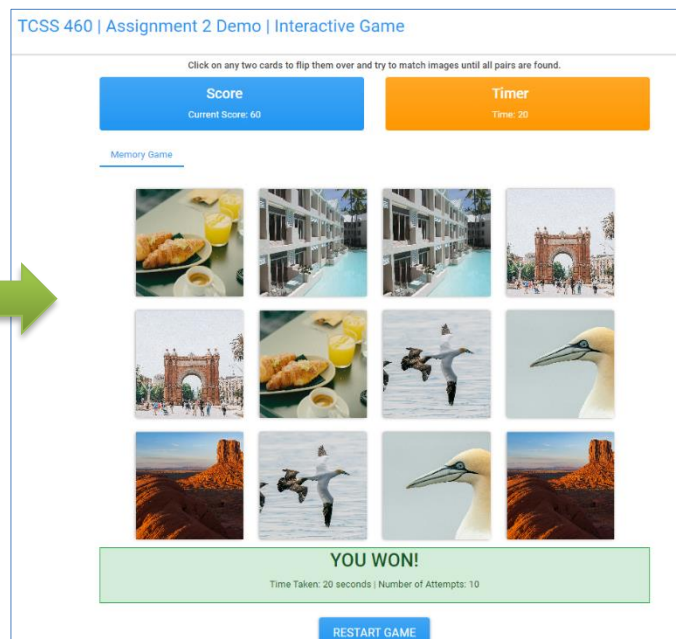 TCSS 460 | Assignment 2 Demo | Interactive Game
Click on any two cards to flip them over and try to match images until all pairs are found.
Score
Current Score: 60
Timer
Time: 20
Memory Game
YOU WON!
Time Taken: 20 seconds | Number of Attempts: 10
RESTART GAME